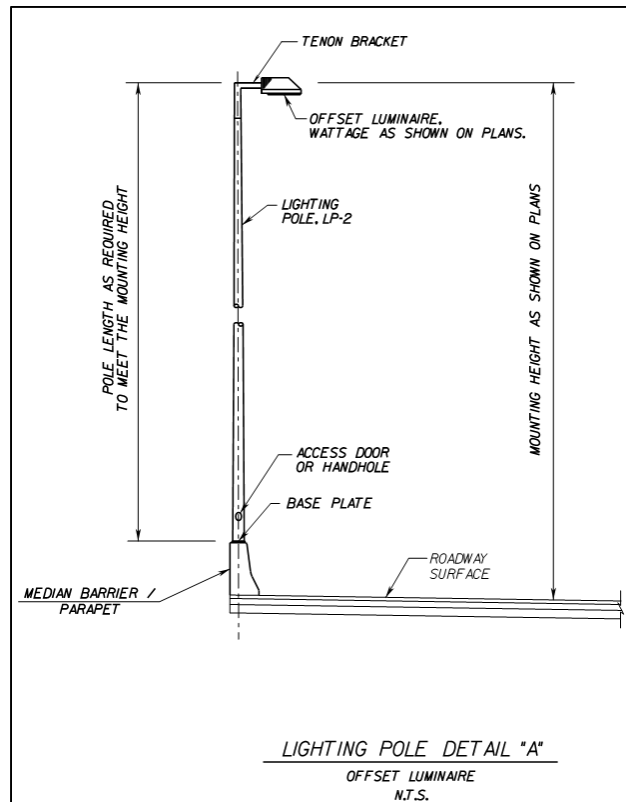 TENON BRACKET
OFFSET LUMINAIRE,
WATTAGE AS SHOWN ON PLANS.
LIGHTING
POLE, LP-2
POLE LENGTH AS REQUIRED
TO MEET THE MOUNTING HEIGHT
MOUNTING HEIGHT AS SHOWN ON PLANS
ACCESS DOOR
OR HANDHOLE
BASE PLATE
ROADWAY
SURFACE
MEDIAN BARRIER /
PARAPET
LIGHTING POLE DETAIL "A"
OFFSET LUMINAIRE
N.T.S.